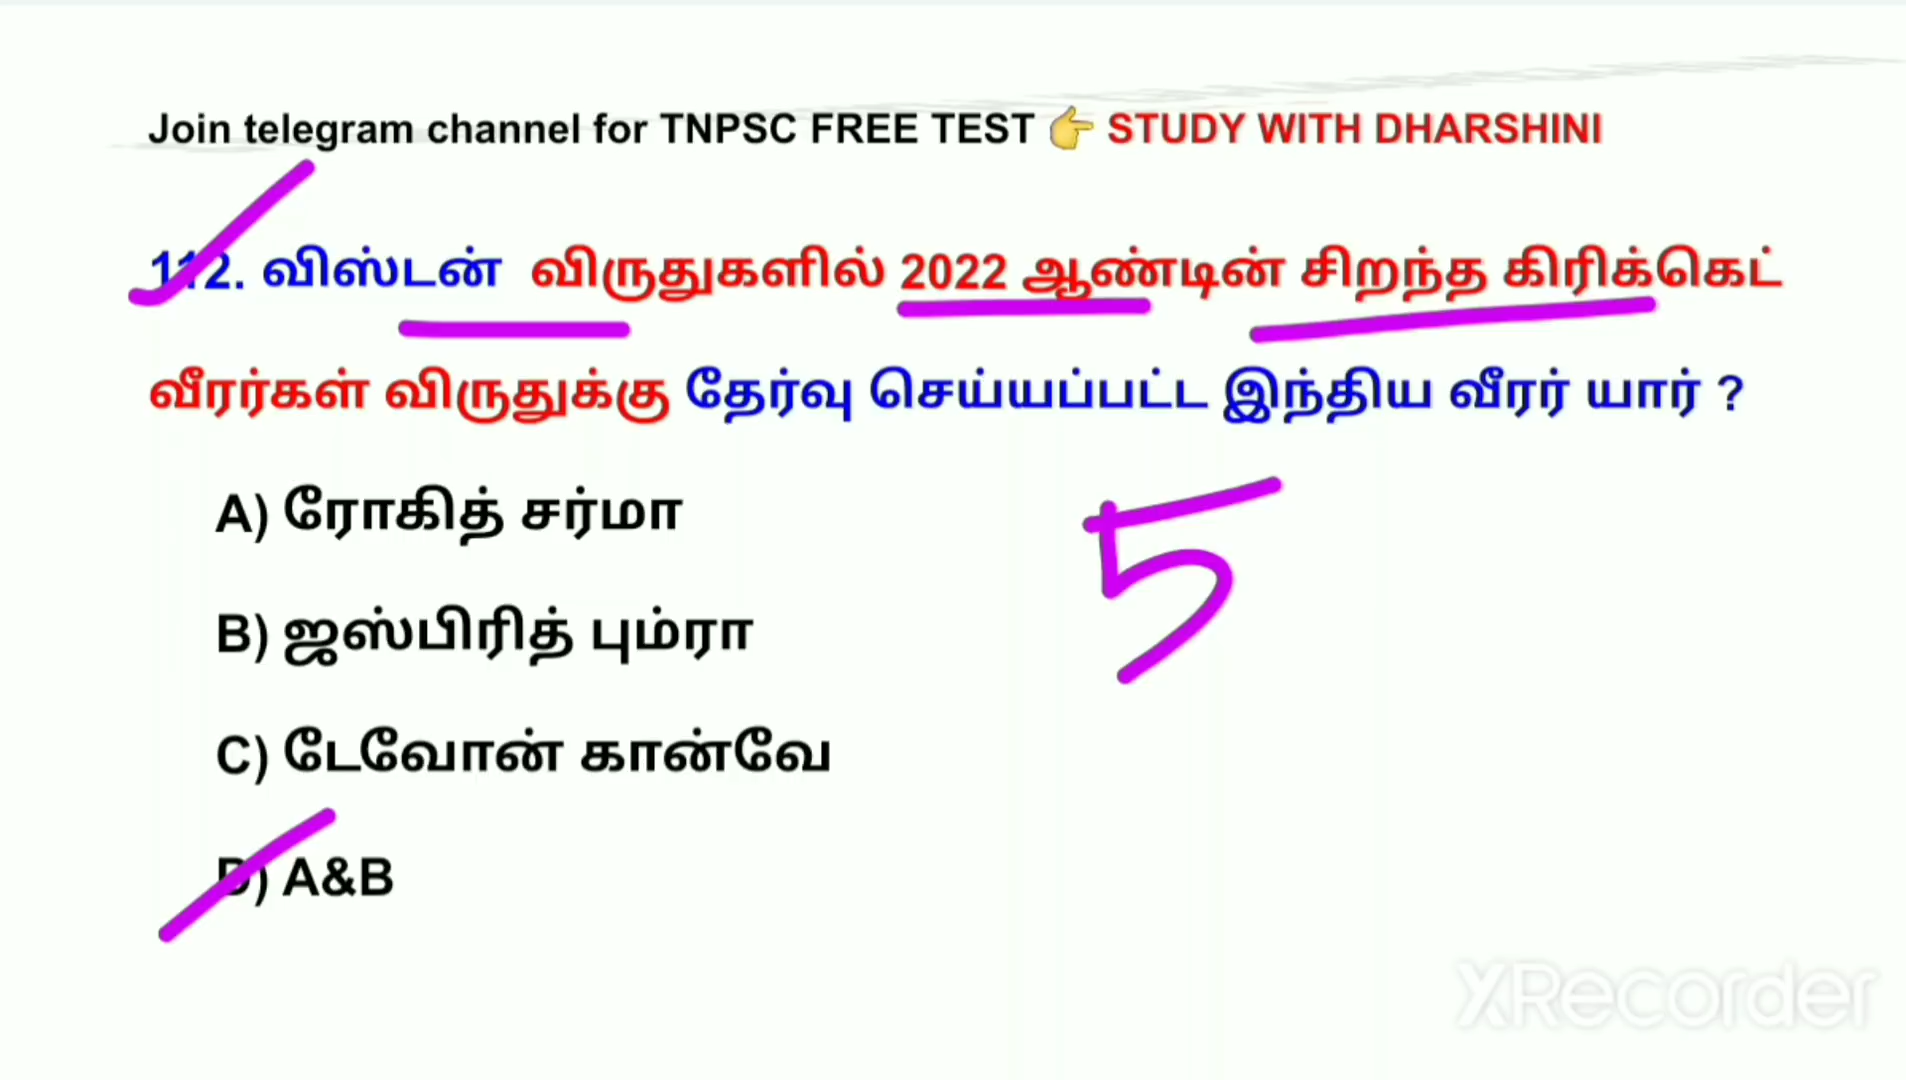 Join telegram channel for TNPSC FREE TEST 👉 STUDY WITH DHARSHINI
112. விஸ்டன் விருதுகளில் 2022 ஆண்டின் சிறந்த கிரிக்கெட்
வீரர்கள் விருதுக்கு தேர்வு செய்யப்பட்ட இந்திய வீரர் யார் ?
A) ரோகித் சர்மா
5
B) ஜஸ்பிரித் பும்ரா
C) டேவோன் கான்வே
D) A&B
XRecorder